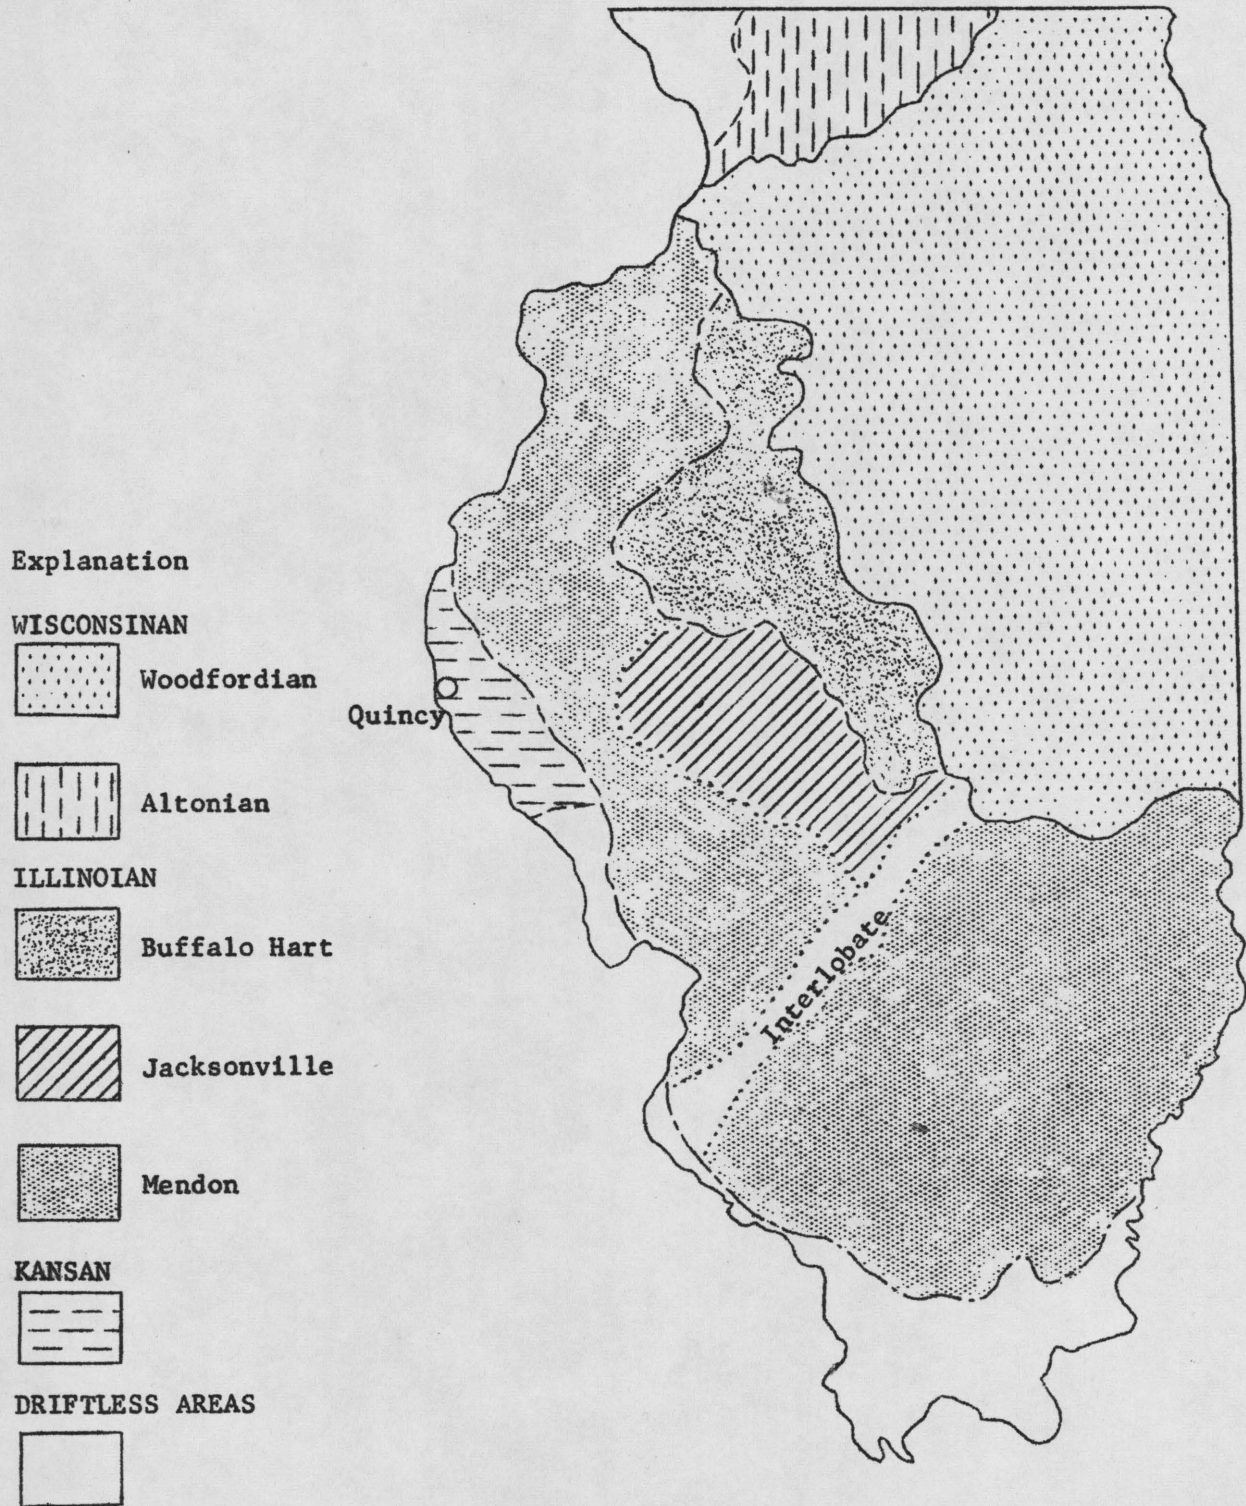 Explanation
WISCONSINAN
Woodfordian
Altonian
ILLINOIAN
Buffalo Hart
Jacksonville
Mendon
KANSAN
DRIFTLESS AREAS
Quincy
Interlobate